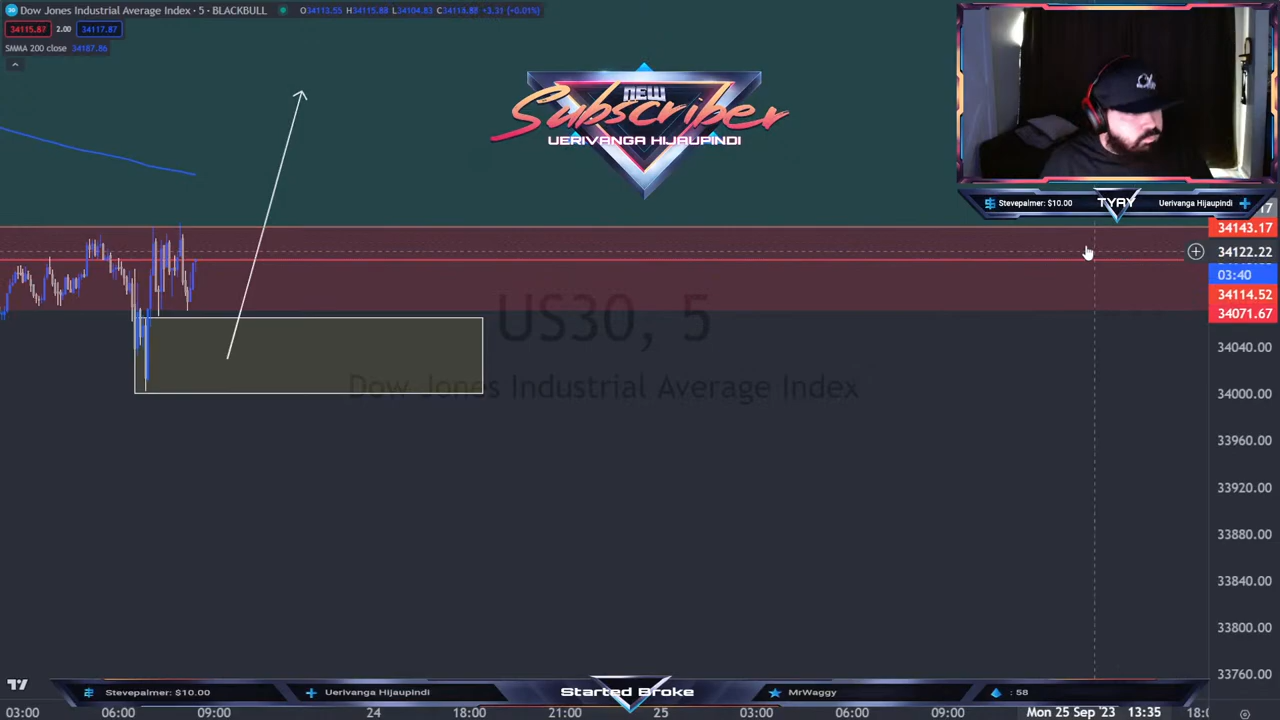 30 Dow Jones Industrial Average Index · 5 · BLACKBULL O34113.55 H34115.88 L34104.83 C34115.88 +3.31 (+0.01%)
34115.87 2.00 34117.87
SMMA 200 close 34187.86
NEW
Subscriber
UERIVANGA HIJAUPINDI
Stevepalmer: $10.00 TYAY Uerivanga Hijaupindi
34143.17
34122.22
03:40
34114.52
34071.67
34040.00
34000.00
33960.00
33920.00
33880.00
33840.00
33800.00
33760.00
US30, 5
Dow Jones Industrial Average Index
Stevepalmer: $10.00 Uerivanga Hijaupindi Started Broke MrWaggy : 58
03:00 06:00 09:00 24 18:00 21:00 25 03:00 06:00 09:00 Mon 25 Sep '23 13:35 18: